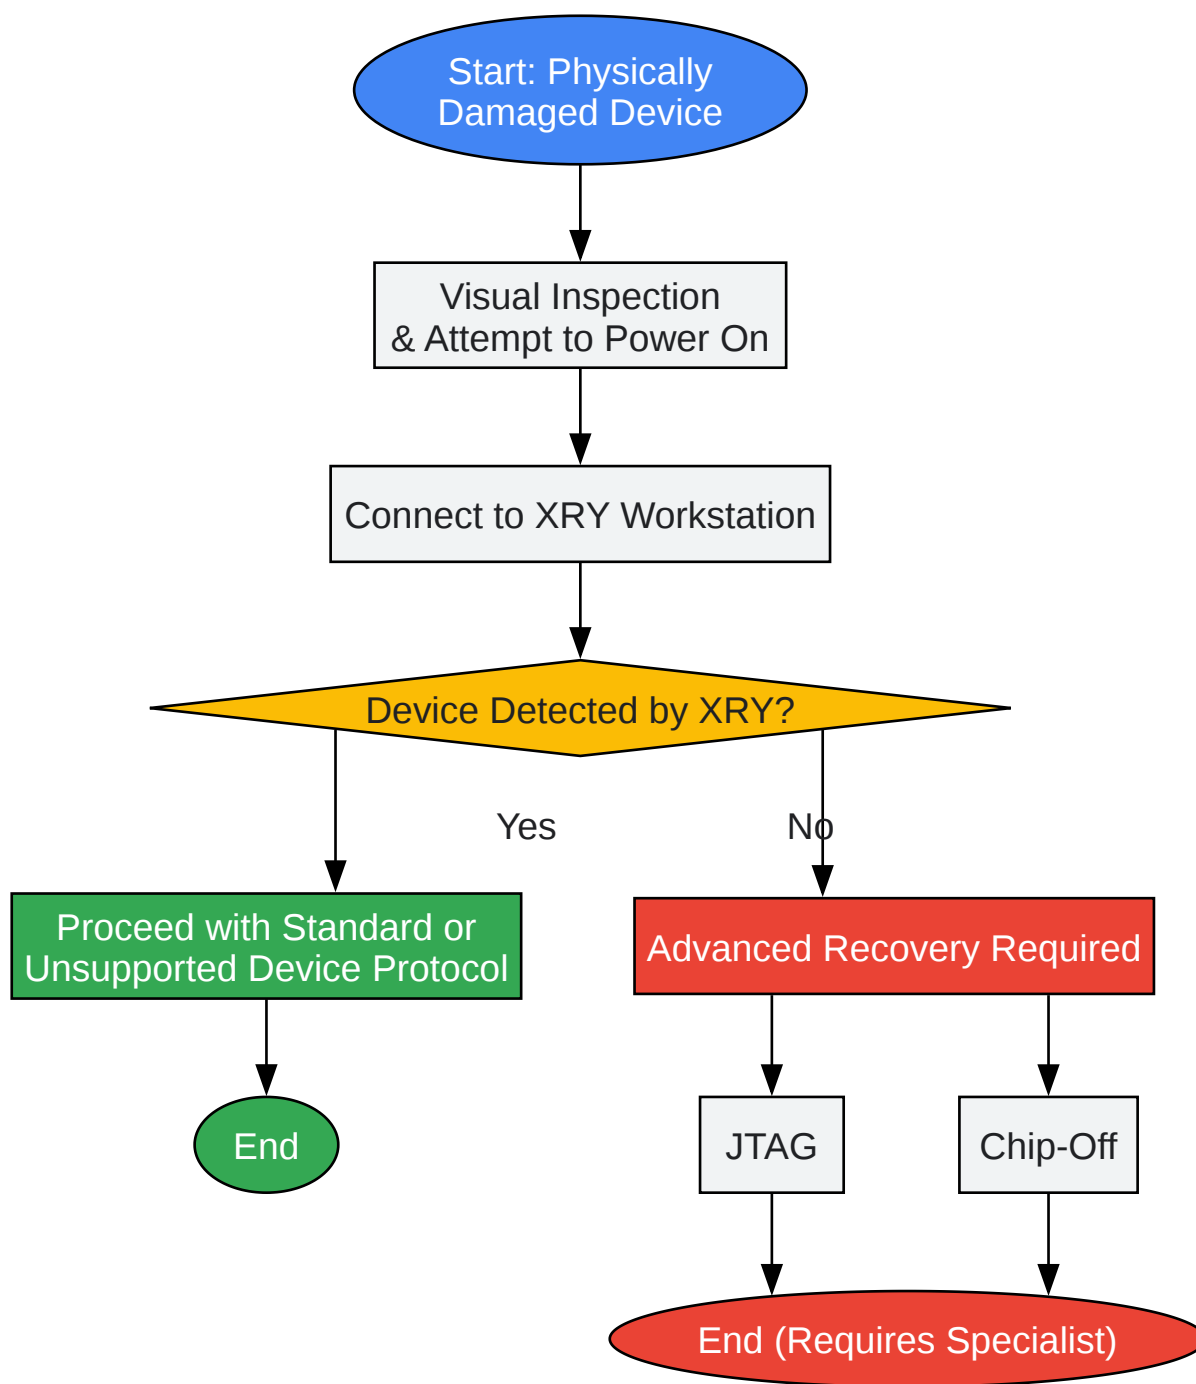 Start: Physically
Damaged Device
Visual Inspection
& Attempt to Power On
Connect to XRY Workstation
Device Detected by XRY?
Yes
No
Proceed with Standard or
Unsupported Device Protocol
Advanced Recovery Required
End
JTAG
Chip-Off
End (Requires Specialist)